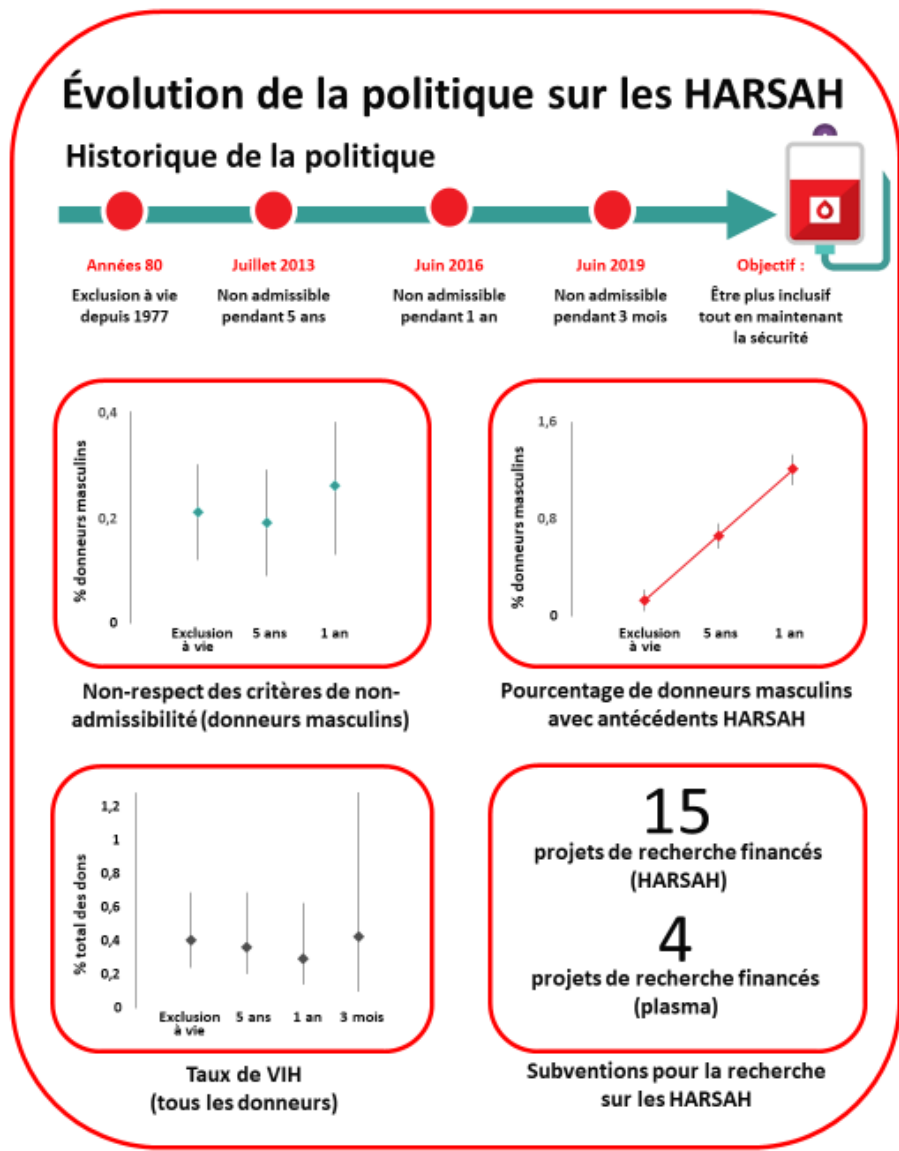 Évolution de la politique sur les HARSAH
Historique de la politique
Années 80
Exclusion à vie
depuis 1977
Juillet 2013
Non admissible
pendant 5 ans
Juin 2016
Non admissible
pendant 1 an
Juin 2019
Non admissible
pendant 3 mois
Objectif :
Être plus inclusif
tout en maintenant
la sécurité
% donneurs masculins
0,4
0,2
0
Exclusion
à vie
5 ans
1 an
Non-respect des critères de non-
admissibilité (donneurs masculins)
% donneurs masculins
1,6
0,8
0
Exclusion
à vie
5 ans
1 an
Pourcentage de donneurs masculins
avec antécédents HARSAH
% total des dons
1,2
1
0,8
0,6
0,4
0,2
0
Exclusion
à vie
5 ans
1 an
3 mois
Taux de VIH
(tous les donneurs)
15
projets de recherche financés
(HARSAH)
4
projets de recherche financés
(plasma)
Subventions pour la recherche
sur les HARSAH